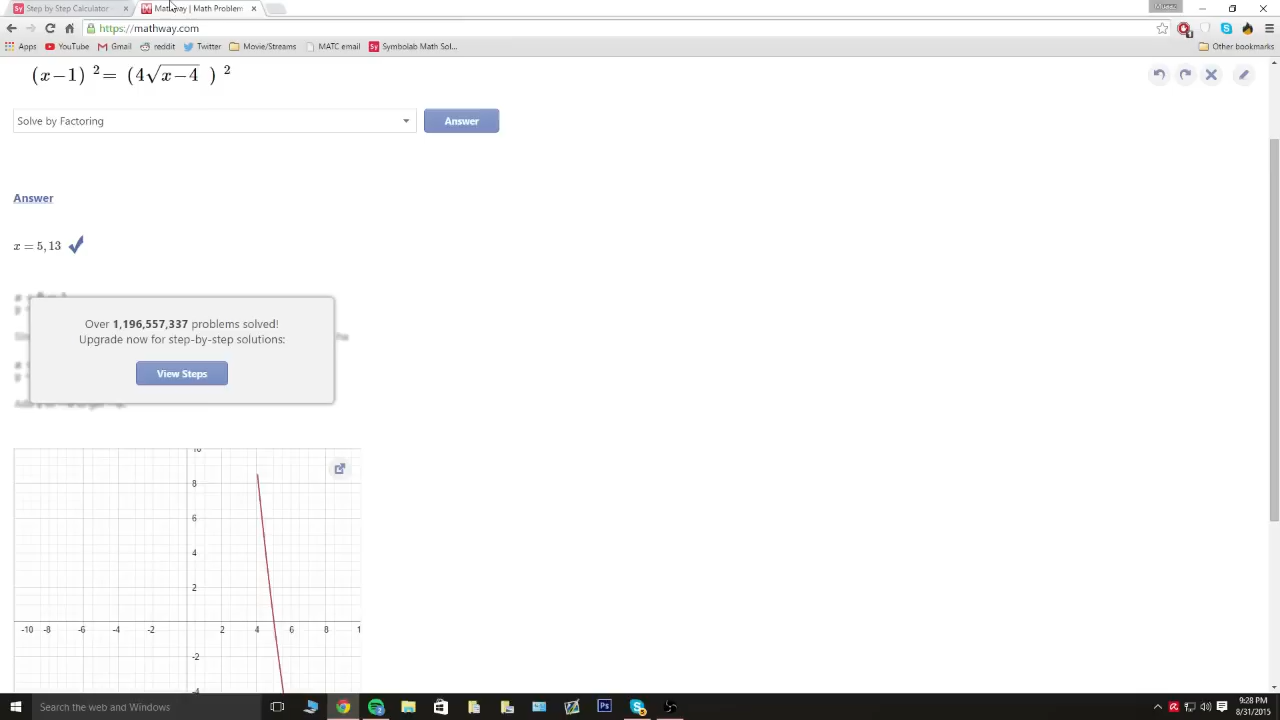 Step by Step Calculator
Mathway | Math Problem
https://mathway.com
Apps YouTube Gmail reddit Twitter Movie/Streams MATC email Symbolab Math Sol... Other bookmarks
(x−1) ²= (4√x−4 ) ²
Solve by Factoring
Answer
Answer
x = 5, 13
Over 1,196,557,337 problems solved!
Upgrade now for step-by-step solutions:
View Steps
10
8
6
4
2
-10 -8 -6 -4 -2 2 4 6 8 1
-2
-4
Search the web and Windows
9:28 PM
8/31/2015